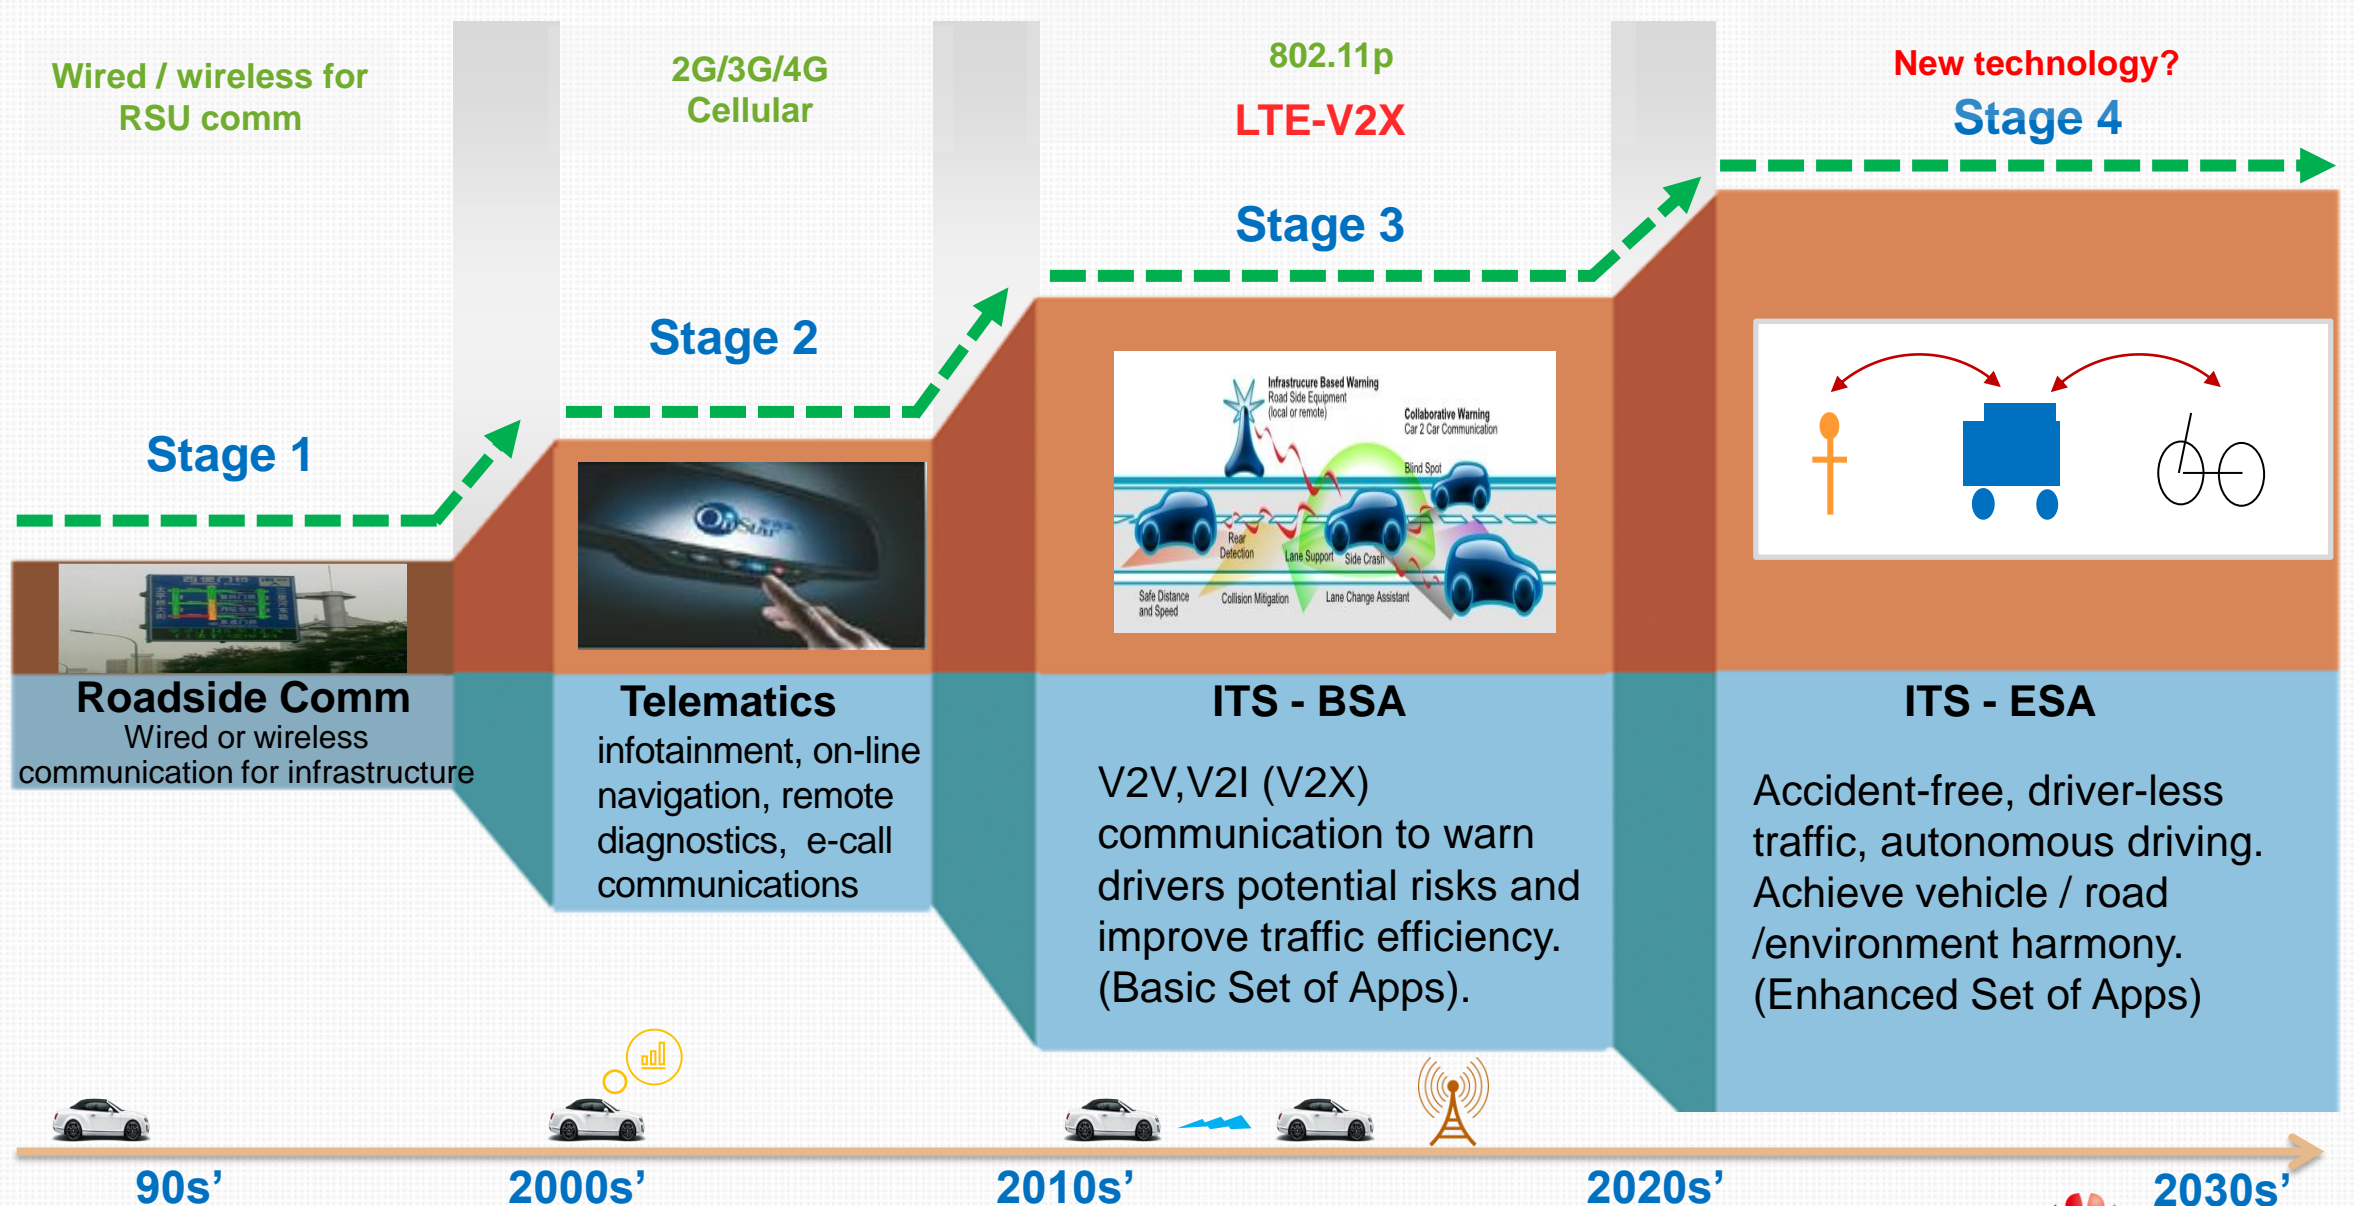 Wired / wireless for
RSU comm
2G/3G/4G
Cellular
802.11p
LTE-V2X
New technology?
Stage 4
Stage 3
Stage 2
Stage 1
Infrastrucure Based Warning
Road Side Equipment
(local or remote)
Collaborative Warning
Car 2 Car Communication
Blind Spot
Rear
Detection
Lane Support
Side Crash
Safe Distance
and Speed
Collision Mitigation
Lane Change Assistant
OnStar
西便门桥
Roadside Comm
Wired or wireless
communication for infrastructure
Telematics
infotainment, on-line
navigation, remote
diagnostics, e-call
communications
ITS - BSA
V2V,V2I (V2X)
communication to warn
drivers potential risks and
improve traffic efficiency.
(Basic Set of Apps).
ITS - ESA
Accident-free, driver-less
traffic, autonomous driving.
Achieve vehicle / road
/environment harmony.
(Enhanced Set of Apps)
90s’
2000s’
2010s’
2020s’
2030s’